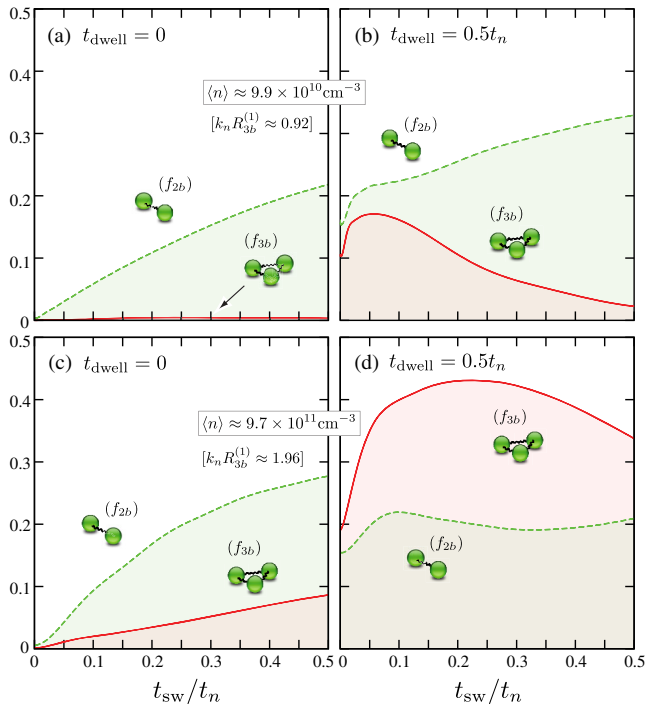 (a) t_dwell = 0
(b) t_dwell = 0.5t_n
0.5
0.4
0.3
0.2
0.1
0
⟨n⟩ ≈ 9.9 × 10^10 cm^−3
[k_n R_3b^(1) ≈ 0.92]
(f_2b)
(f_3b)
(f_2b)
(f_3b)
(c) t_dwell = 0
(d) t_dwell = 0.5t_n
0.5
0.4
0.3
0.2
0.1
0
⟨n⟩ ≈ 9.7 × 10^11 cm^−3
[k_n R_3b^(1) ≈ 1.96]
(f_2b)
(f_3b)
(f_3b)
(f_2b)
0 0.1 0.2 0.3 0.4 0.5
0 0.1 0.2 0.3 0.4 0.5
t_sw/t_n
t_sw/t_n